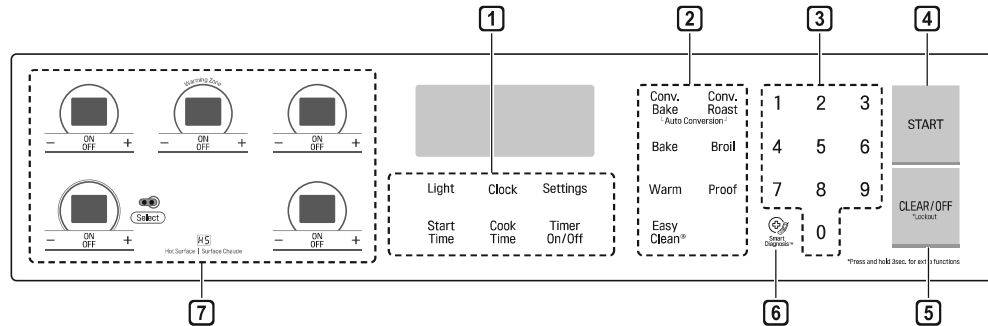 1
2
3
4
Warming Zone
- ON OFF +
- ON OFF +
- ON OFF +
Select
- ON OFF +
HS
Hot Surface | Surface Chaude
- ON OFF +
Light Clock Settings
Start Time
Cook Time
Timer On/Off
Conv. Bake
Conv. Roast
Auto Conversion
Bake Broil
Warm Proof
Easy Clean®
1 2 3
4 5 6
7 8 9
0
Smart Diagnosis™
START
CLEAR/OFF
*Lockout
*Press and hold 3sec. for extra functions
7
6
5